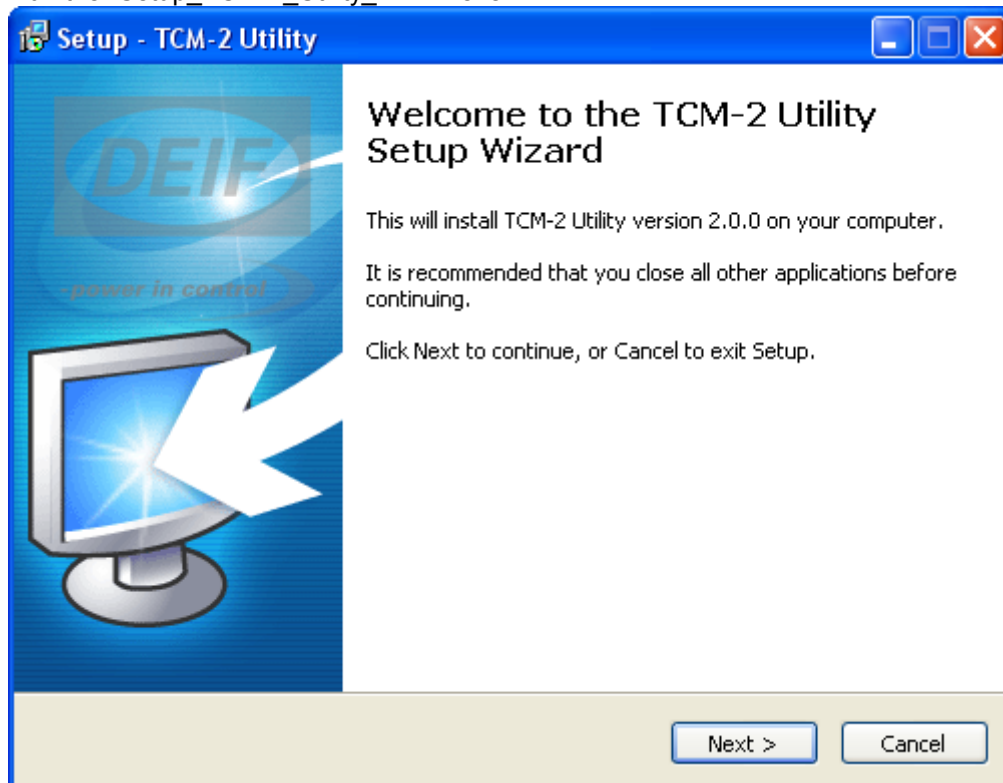 Setup - TCM-2 Utility
DEIF
-power in control
Welcome to the TCM-2 Utility
Setup Wizard
This will install TCM-2 Utility version 2.0.0 on your computer.
It is recommended that you close all other applications before
continuing.
Click Next to continue, or Cancel to exit Setup.
Next >
Cancel